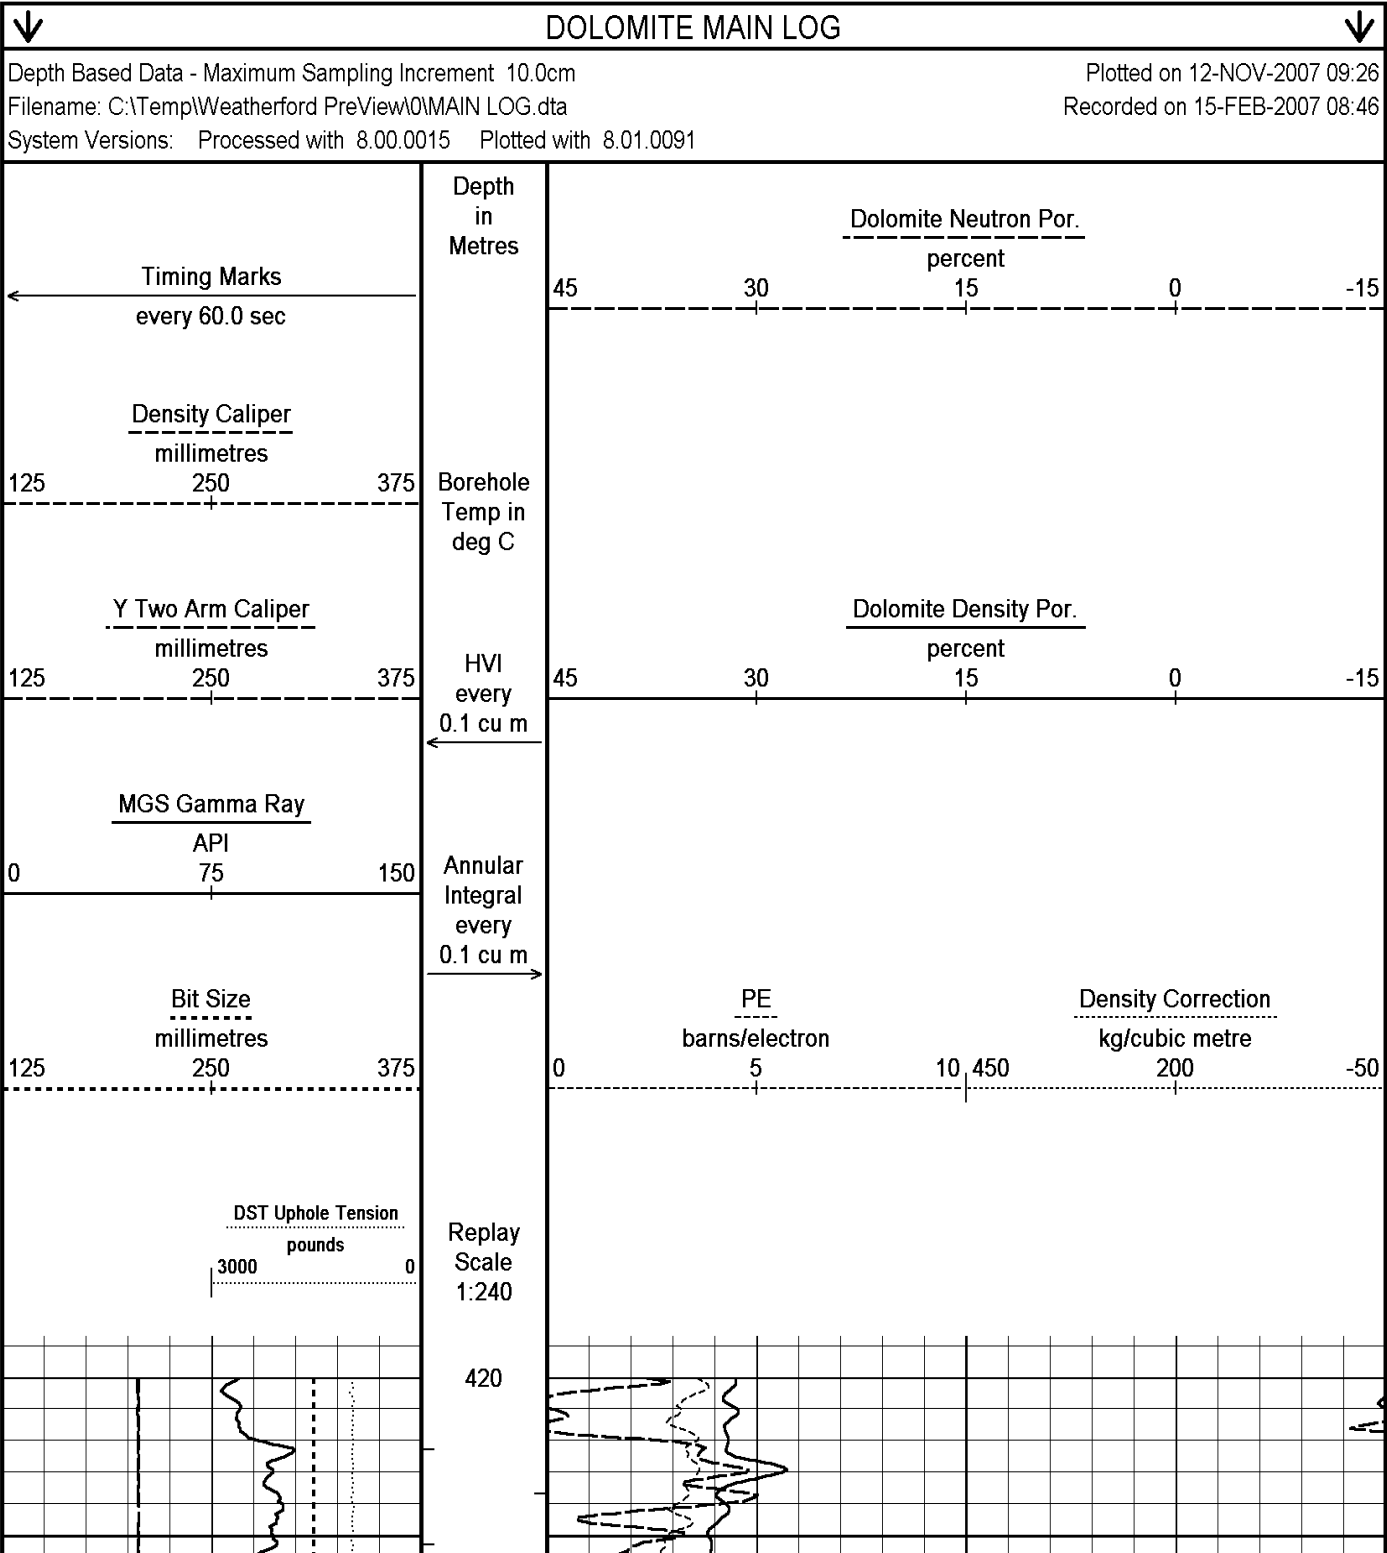 DOLOMITE MAIN LOG
Depth Based Data - Maximum Sampling Increment 10.0cm
Plotted on 12-NOV-2007 09:26
Filename: C:\Temp\Weatherford PreView\0\MAIN LOG.dta
Recorded on 15-FEB-2007 08:46
System Versions: Processed with 8.00.0015 Plotted with 8.01.0091
Timing Marks
every 60.0 sec
Density Caliper
millimetres
125 250 375
Y Two Arm Caliper
millimetres
125 250 375
MGS Gamma Ray
API
0 75 150
Bit Size
millimetres
125 250 375
DST Uphole Tension
pounds
3000 0
Depth
in
Metres
Borehole
Temp in
deg C
HVI
every
0.1 cu m
Annular
Integral
every
0.1 cu m
Replay
Scale
1:240
420
Dolomite Neutron Por.
percent
45 30 15 0 -15
Dolomite Density Por.
percent
45 30 15 0 -15
PE
barns/electron
0 5 10
Density Correction
kg/cubic metre
450 200 -50